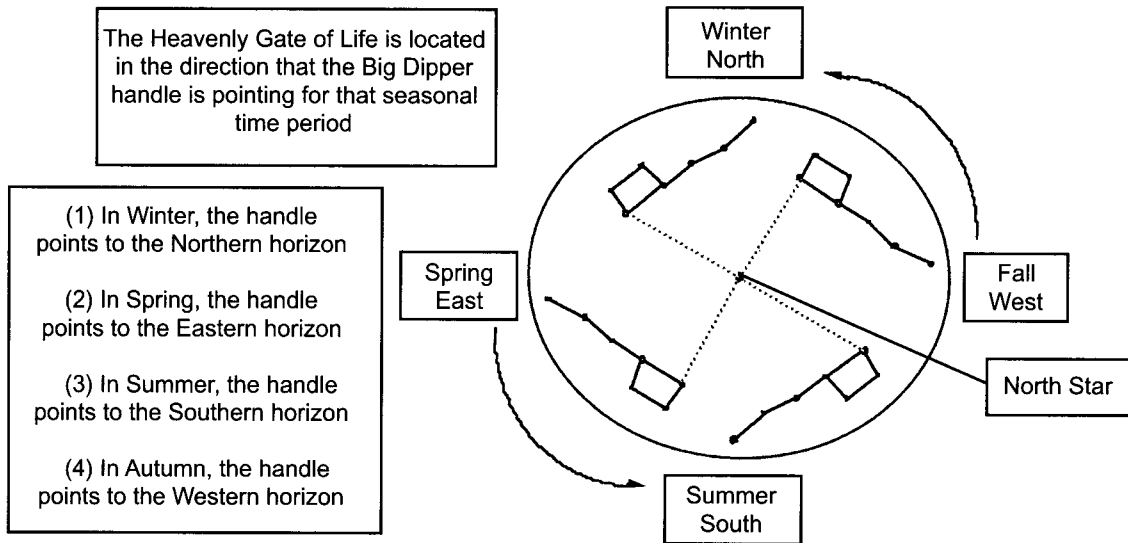 The Heavenly Gate of Life is located
in the direction that the Big Dipper
handle is pointing for that seasonal
time period
(1) In Winter, the handle
points to the Northern horizon
(2) In Spring, the handle
points to the Eastern horizon
(3) In Summer, the handle
points to the Southern horizon
(4) In Autumn, the handle
points to the Western horizon
Winter
North
Spring
East
Fall
West
North Star
Summer
South